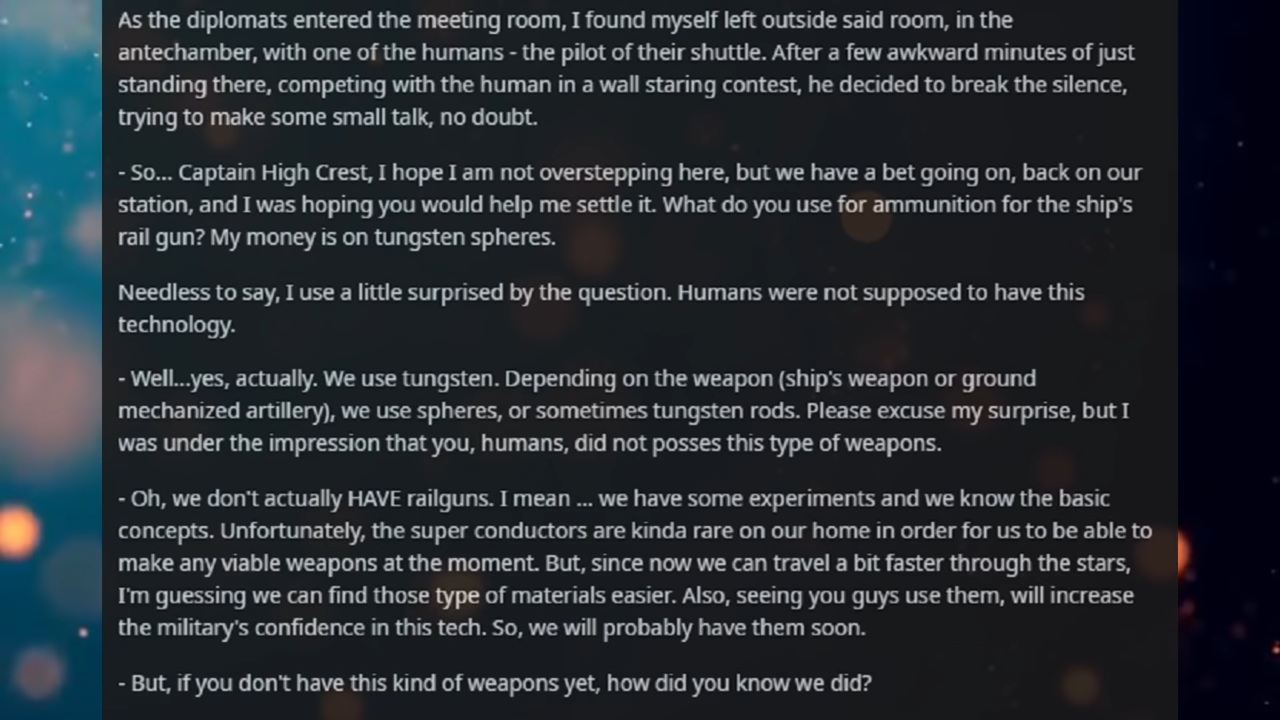 As the diplomats entered the meeting room, I found myself left outside said room, in the
antechamber, with one of the humans - the pilot of their shuttle. After a few awkward minutes of just
standing there, competing with the human in a wall staring contest, he decided to break the silence,
trying to make some small talk, no doubt.
- So... Captain High Crest, I hope I am not overstepping here, but we have a bet going on, back on our
station, and I was hoping you would help me settle it. What do you use for ammunition for the ship's
rail gun? My money is on tungsten spheres.
Needless to say, I use a little surprised by the question. Humans were not supposed to have this
technology.
- Well...yes, actually. We use tungsten. Depending on the weapon (ship's weapon or ground
mechanized artillery), we use spheres, or sometimes tungsten rods. Please excuse my surprise, but I
was under the impression that you, humans, did not posses this type of weapons.
- Oh, we don't actually HAVE railguns. I mean ... we have some experiments and we know the basic
concepts. Unfortunately, the super conductors are kinda rare on our home in order for us to be able to
make any viable weapons at the moment. But, since now we can travel a bit faster through the stars,
I'm guessing we can find those type of materials easier. Also, seeing you guys use them, will increase
the military's confidence in this tech. So, we will probably have them soon.
- But, if you don't have this kind of weapons yet, how did you know we did?